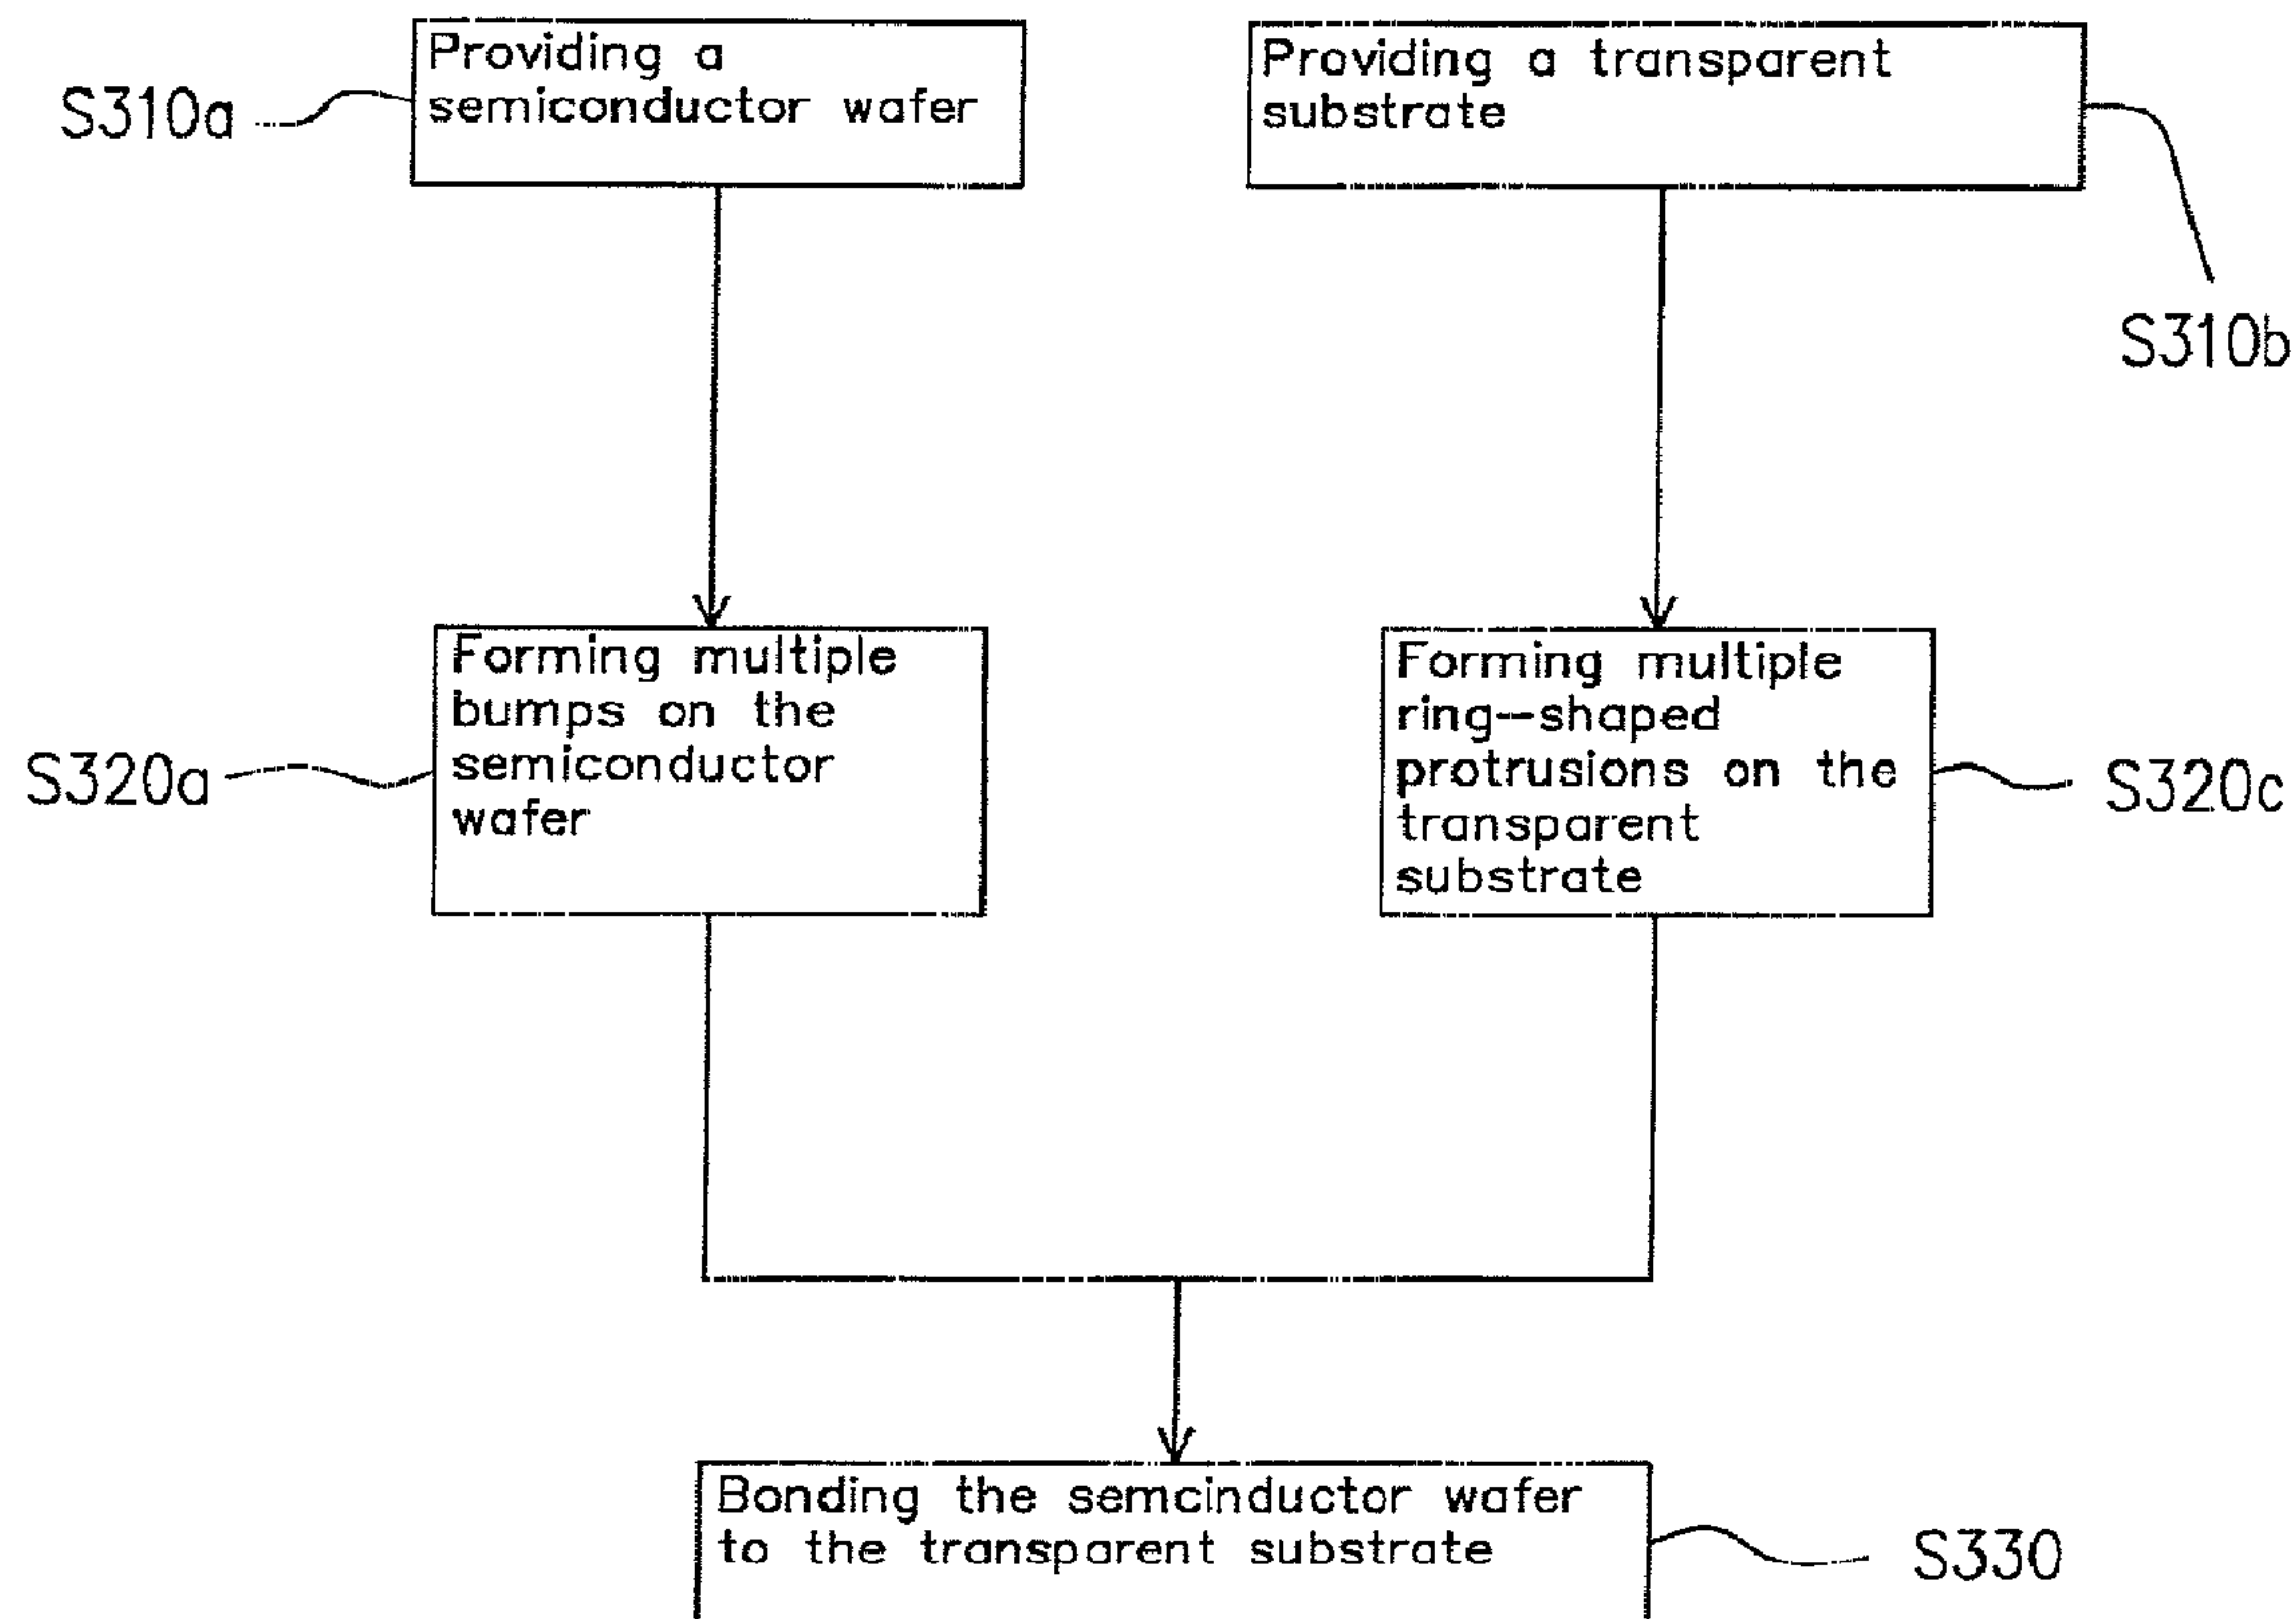 Providing a
semiconductor wafer
S310a
Providing a transparent
substrate
S310b
Forming multiple
bumps on the
semiconductor
wafer
S320a
Forming multiple
ring-shaped
protrusions on the
transparent
substrate
S320c
Bonding the semcinductor wafer
to the transparent substrate
S330